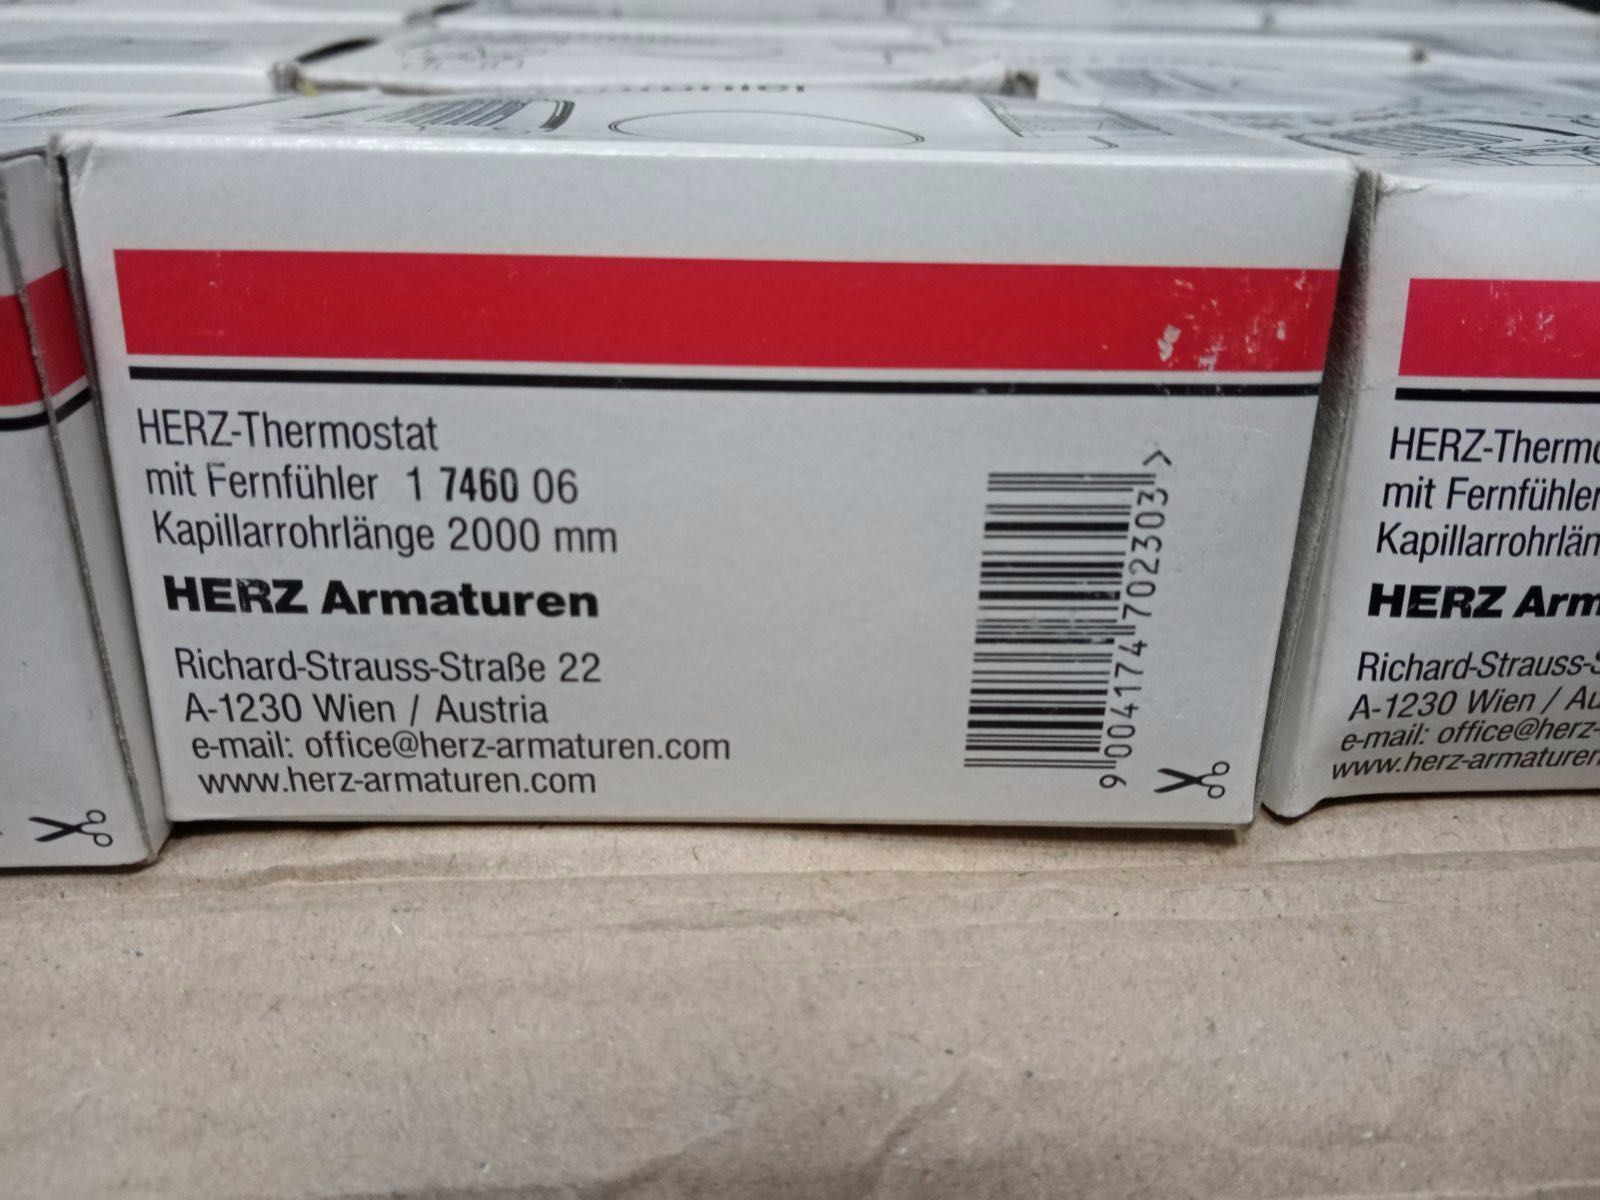 HERZ-Thermostat
mit Fernfühler 1 7460 06
Kapillarrohrlänge 2000 mm
HERZ Armaturen
Richard-Strauss-Straße 22
A-1230 Wien / Austria
e-mail: office@herz-armaturen.com
www.herz-armaturen.com
9 004174 702303 >
HERZ-Thermo
mit Fernfühler
Kapillarrohrlän
HERZ Arm
Richard-Strauss-S
A-1230 Wien / Au
e-mail: office@herz-
www.herz-armaturen